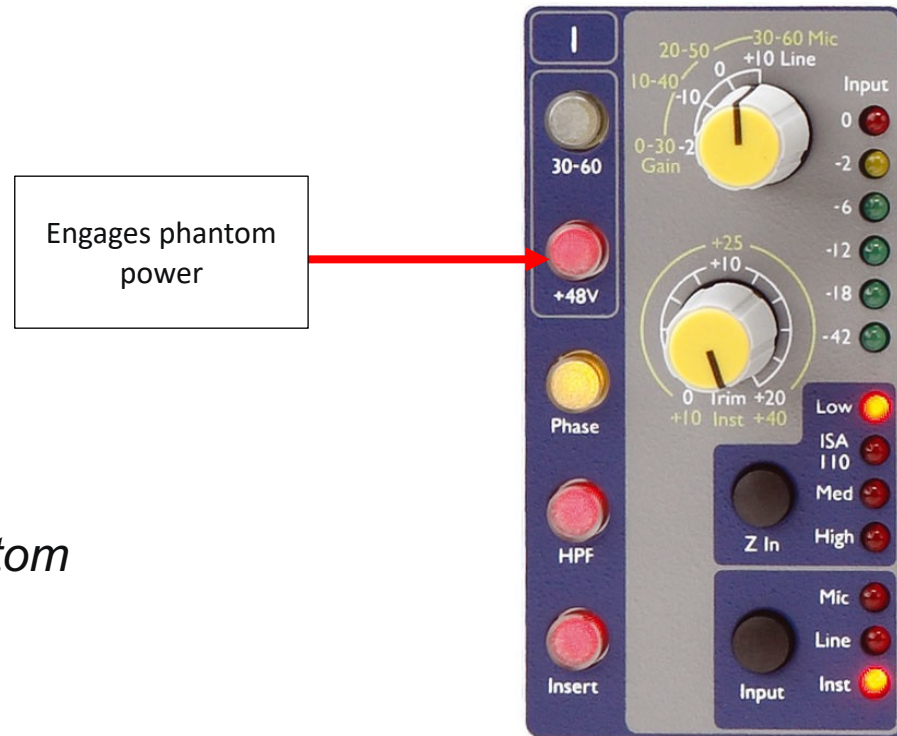 Engages phantom
power
tom
1
30-60
+48V
Phase
HPF
Insert
30-60 Mic
20-50
+10 Line
0
10-40
-10
0-30
-2
Gain
+25
+10
0 Trim +20
+10 Inst +40
Input
0
-2
-6
-12
-18
-42
Low
ISA
110
Med
High
Z In
Mic
Line
Inst
Input